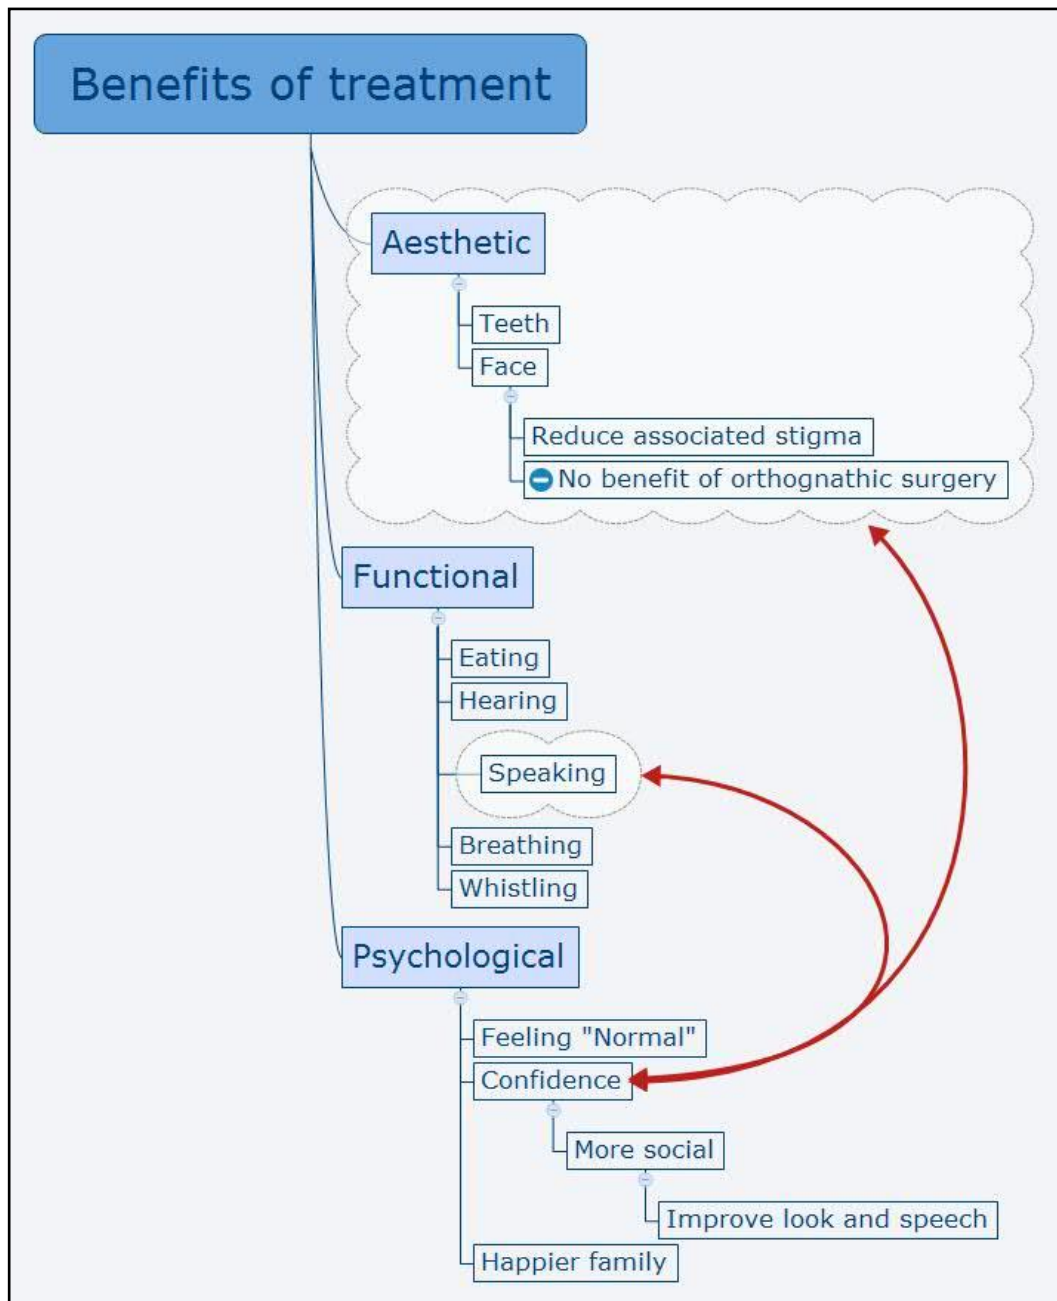 Benefits of treatment
Aesthetic
Teeth
Face
Reduce associated stigma
No benefit of orthognathic surgery
Functional
Eating
Hearing
Speaking
Breathing
Whistling
Psychological
Feeling "Normal"
Confidence
More social
Improve look and speech
Happier family